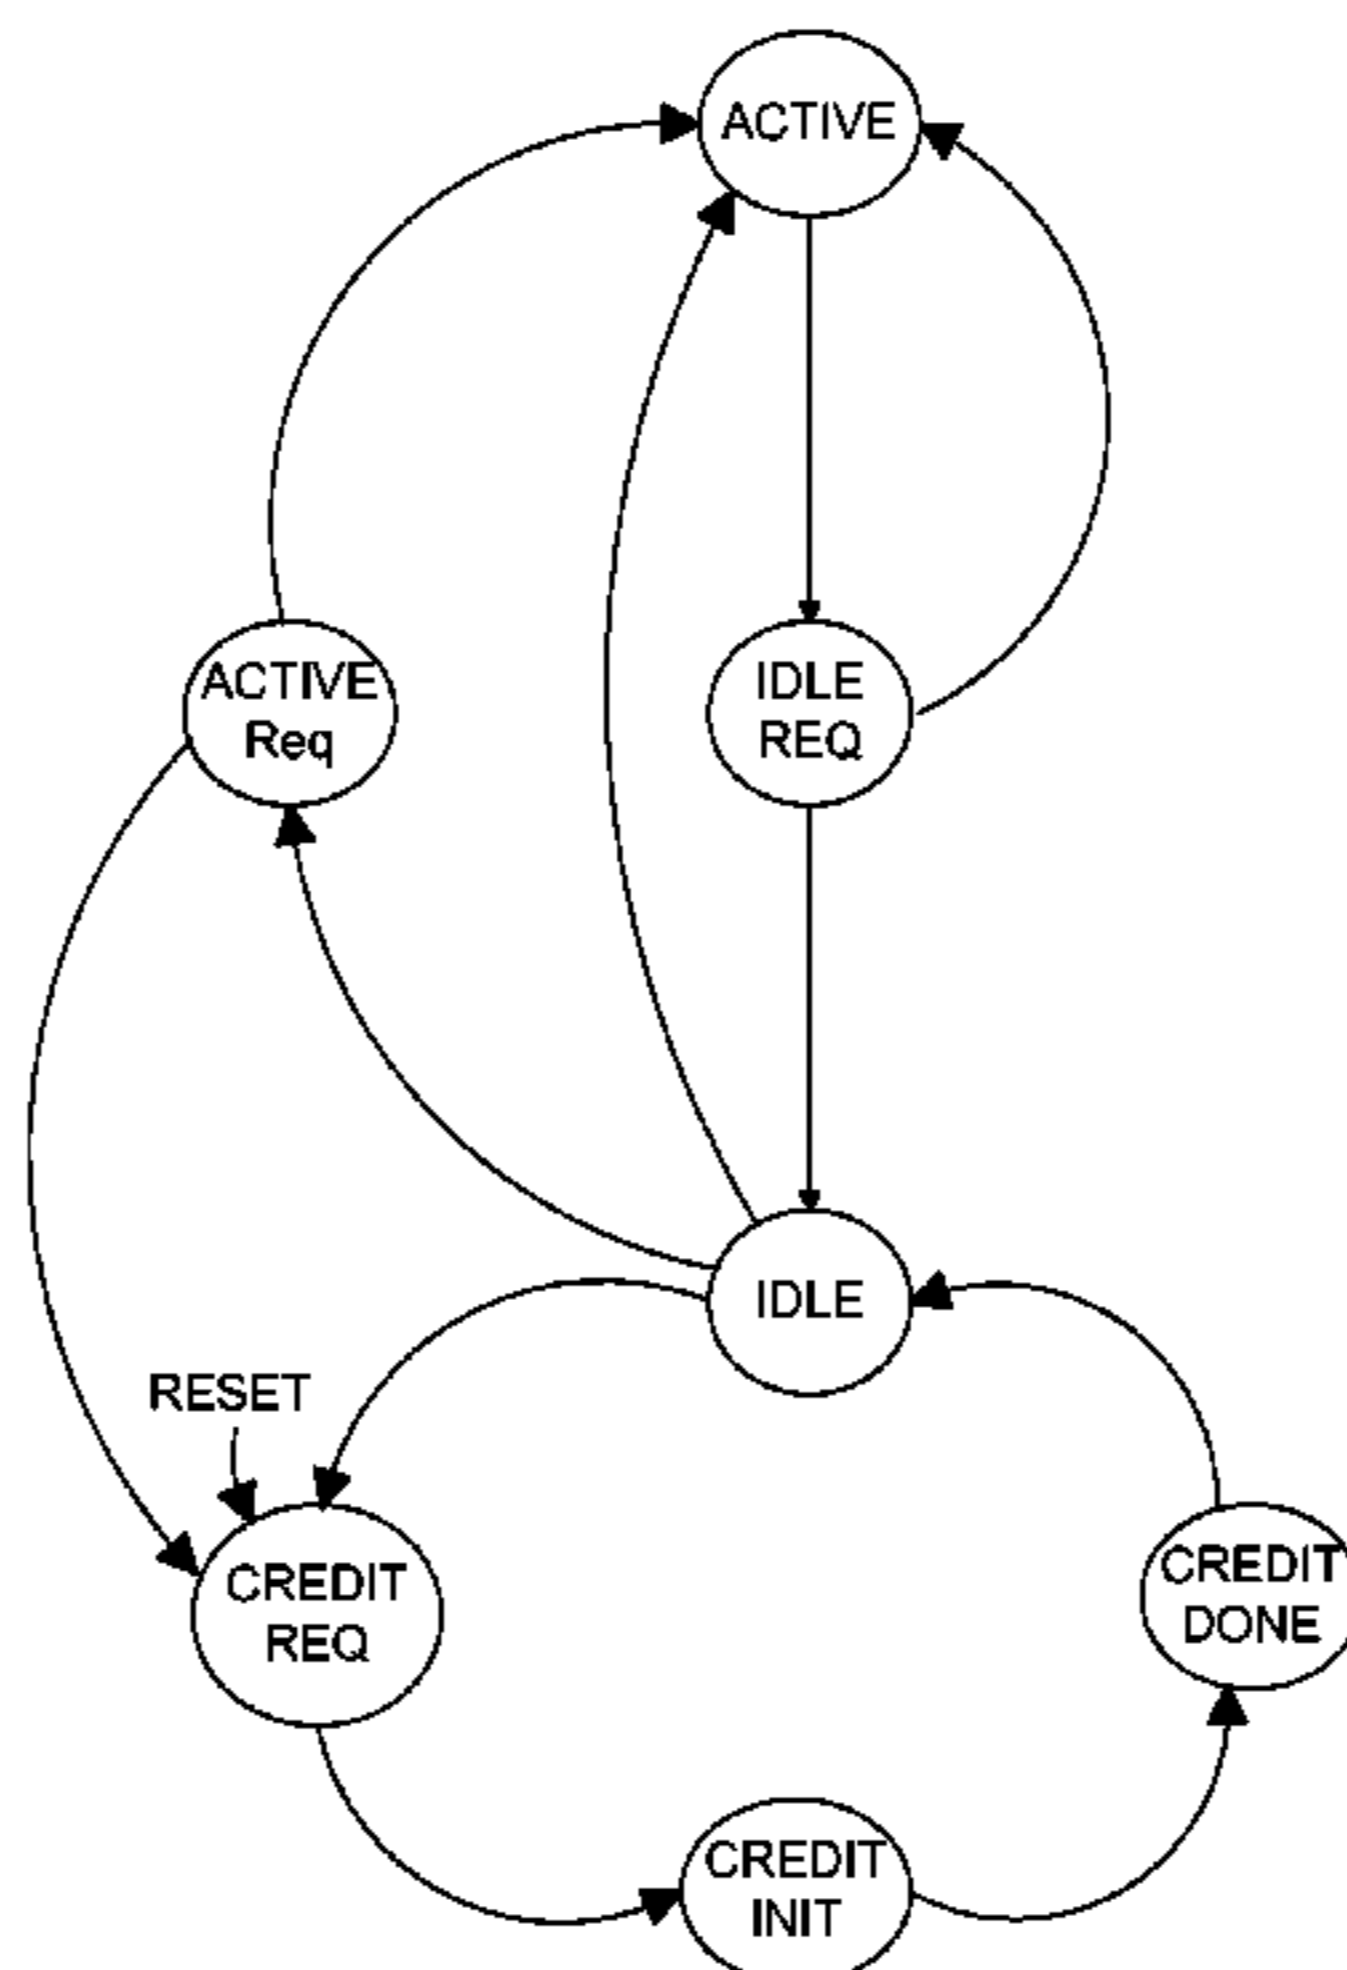 ACTIVE
ACTIVE
Req
IDLE
REQ
IDLE
RESET
CREDIT
REQ
CREDIT
DONE
CREDIT
INIT